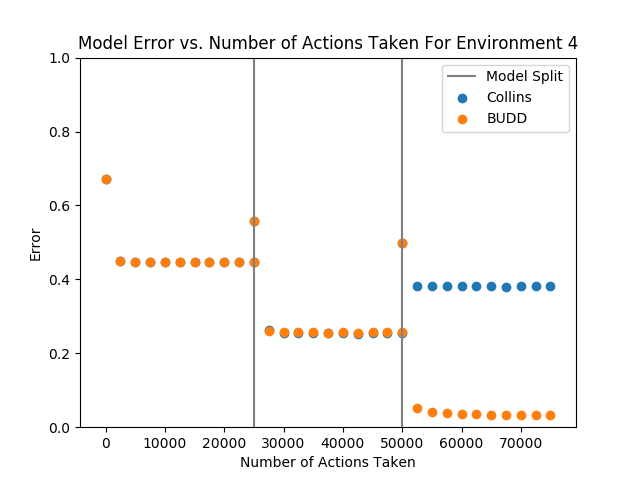 Model Error vs. Number of Actions Taken For Environment 4
1.0
0.8
0.6
0.4
0.2
0.0
Error
Model Split
Collins
BUDD
0 10000 20000 30000 40000 50000 60000 70000
Number of Actions Taken